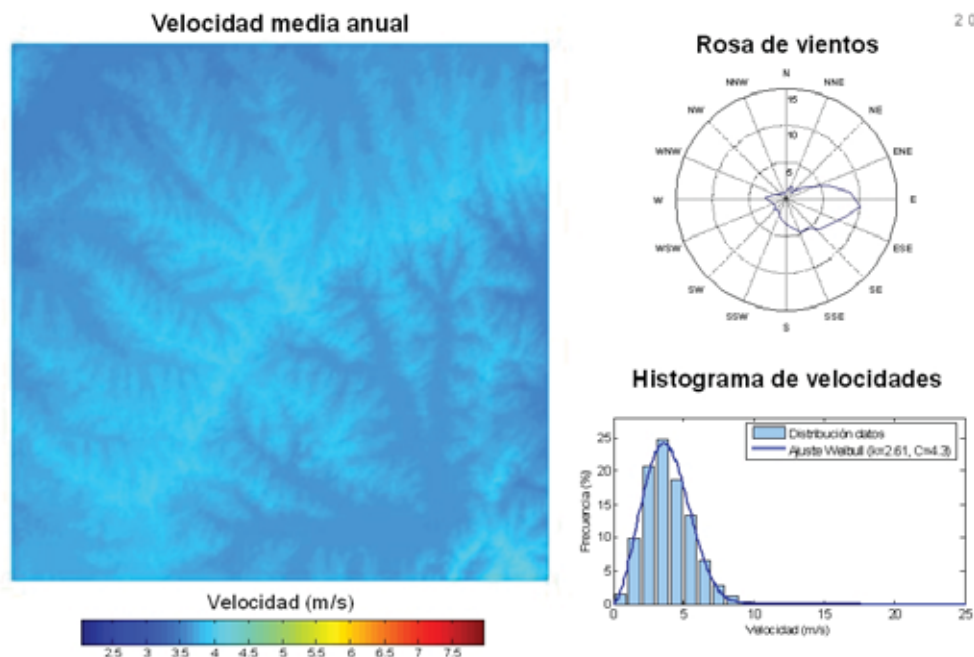 Velocidad media anual
2 0
Rosa de vientos
N
NNE
NE
ENE
E
ESE
SE
SSE
S
SSW
SW
WSW
W
WNW
NW
NNW
15
10
5
Histograma de velocidades
Distribución datos
Ajuste Weibull (k=2.61, C=4.3)
Frecuencia (%)
25
20
15
10
5
0
0 5 10 15 20 25
Velocidad (m/s)
Velocidad (m/s)
2.5 3 3.5 4 4.5 5 5.5 6 6.5 7 7.5